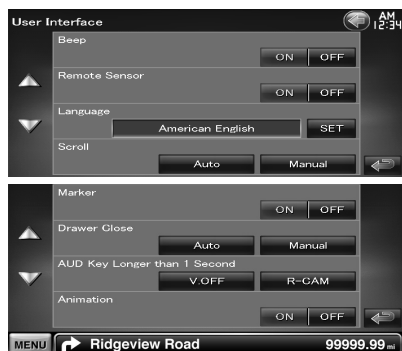 User Interface
AM
12:34
Beep
ON OFF
Remote Sensor
ON OFF
Language
American English SET
Scroll
Auto Manual
Marker
ON OFF
Drawer Close
Auto Manual
AUD Key Longer than 1 Second
V.OFF R-CAM
Animation
ON OFF
MENU Ridgeview Road 99999.99 mi